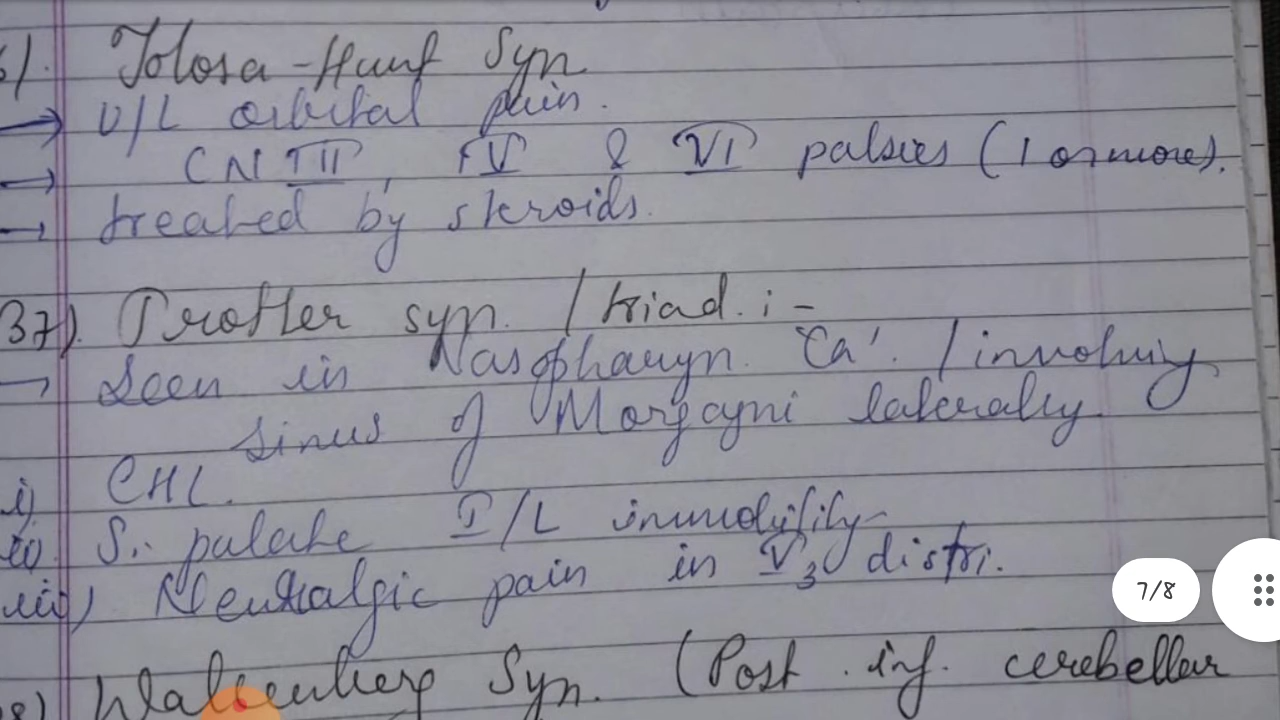 6). Tolosa-Hunt Syn.
→ U/L orbital pain.
→ CN III, IV & VI palsies (1 or more).
→ treated by steroids.
37). Trotter syn. / triad :-
→ Seen in Nasopharyn. 'Ca'. / involving
sinus of Morgagni laterally.
i) CHL.
ii). S. palate I/L immobility
iii) Neuralgic pain in V3 distri.
8) Wallenberg Syn. (Post. inf. cerebellar
7/8